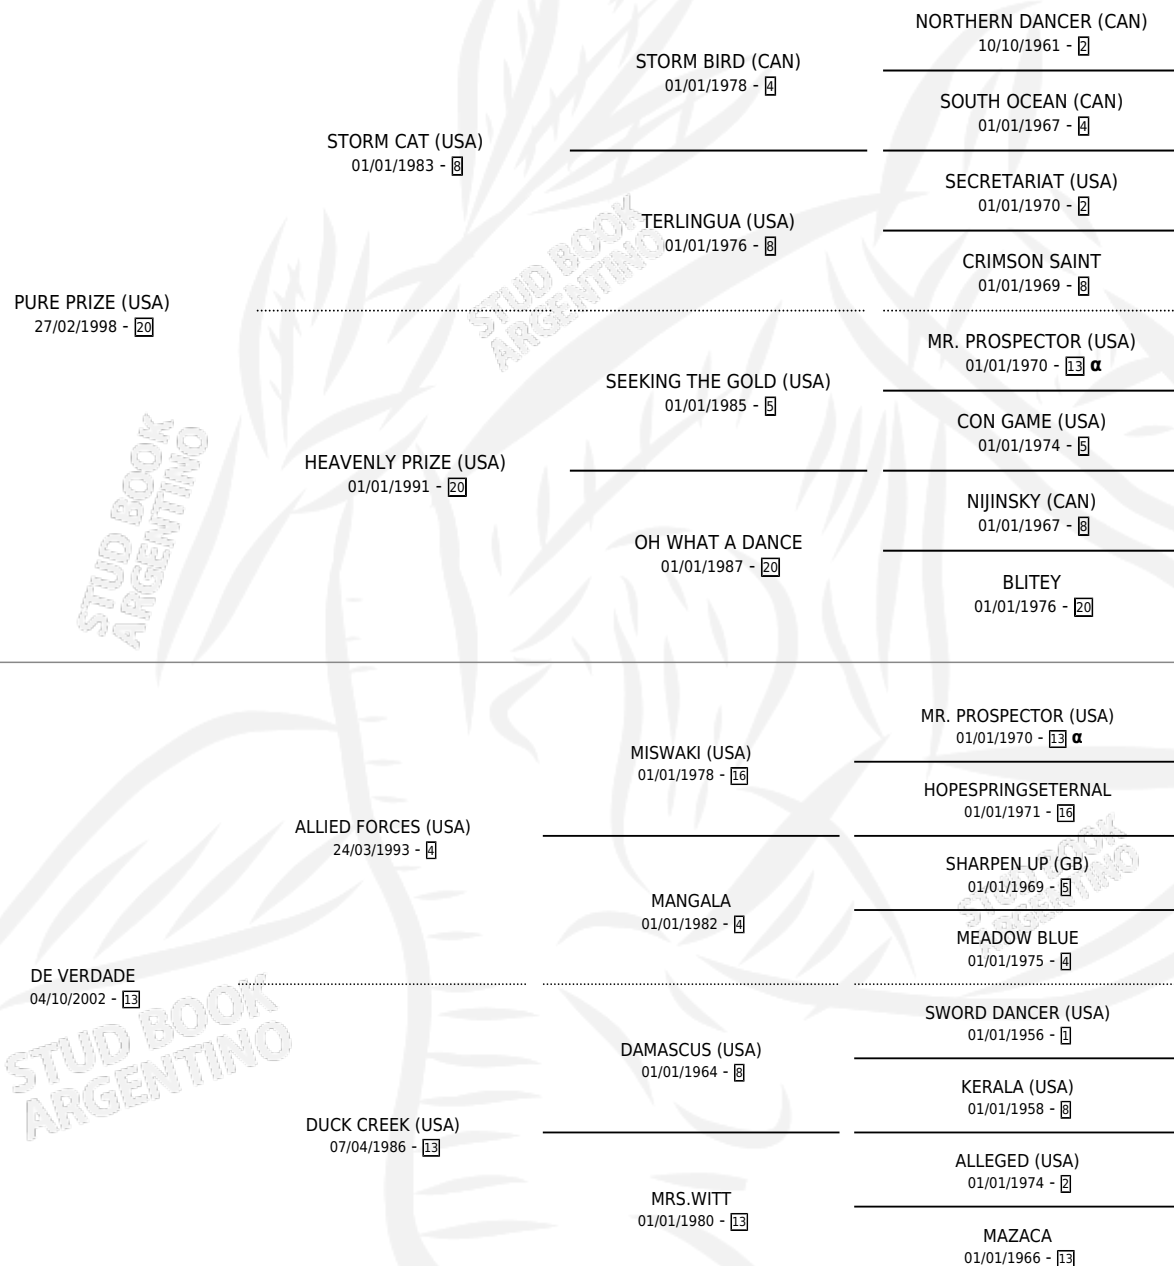 NORTHERN DANCER (CAN)
10/10/1961 - 2
STORM BIRD (CAN)
01/01/1978 - 4
SOUTH OCEAN (CAN)
01/01/1967 - 4
STORM CAT (USA)
01/01/1983 - 8
SECRETARIAT (USA)
01/01/1970 - 2
TERLINGUA (USA)
01/01/1976 - 8
CRIMSON SAINT
01/01/1969 - 8
PURE PRIZE (USA)
27/02/1998 - 20
MR. PROSPECTOR (USA)
01/01/1970 - 13 α
SEEKING THE GOLD (USA)
01/01/1985 - 5
CON GAME (USA)
01/01/1974 - 5
HEAVENLY PRIZE (USA)
01/01/1991 - 20
NIJINSKY (CAN)
01/01/1967 - 8
OH WHAT A DANCE
01/01/1987 - 20
BLITEY
01/01/1976 - 20
MR. PROSPECTOR (USA)
01/01/1970 - 13 α
MISWAKI (USA)
01/01/1978 - 16
HOPESPRINGSETERNAL
01/01/1971 - 16
ALLIED FORCES (USA)
24/03/1993 - 4
SHARPEN UP (GB)
01/01/1969 - 5
MANGALA
01/01/1982 - 4
MEADOW BLUE
01/01/1975 - 4
DE VERDADE
04/10/2002 - 13
SWORD DANCER (USA)
01/01/1956 - 1
DAMASCUS (USA)
01/01/1964 - 8
KERALA (USA)
01/01/1958 - 8
DUCK CREEK (USA)
07/04/1986 - 13
ALLEGED (USA)
01/01/1974 - 2
MRS.WITT
01/01/1980 - 13
MAZACA
01/01/1966 - 13
STUD BOOK
ARGENTINO
STUD BOOK
ARGENTINO
STUD BOOK
ARGENTINO
STUD BOOK
ARGENTINO